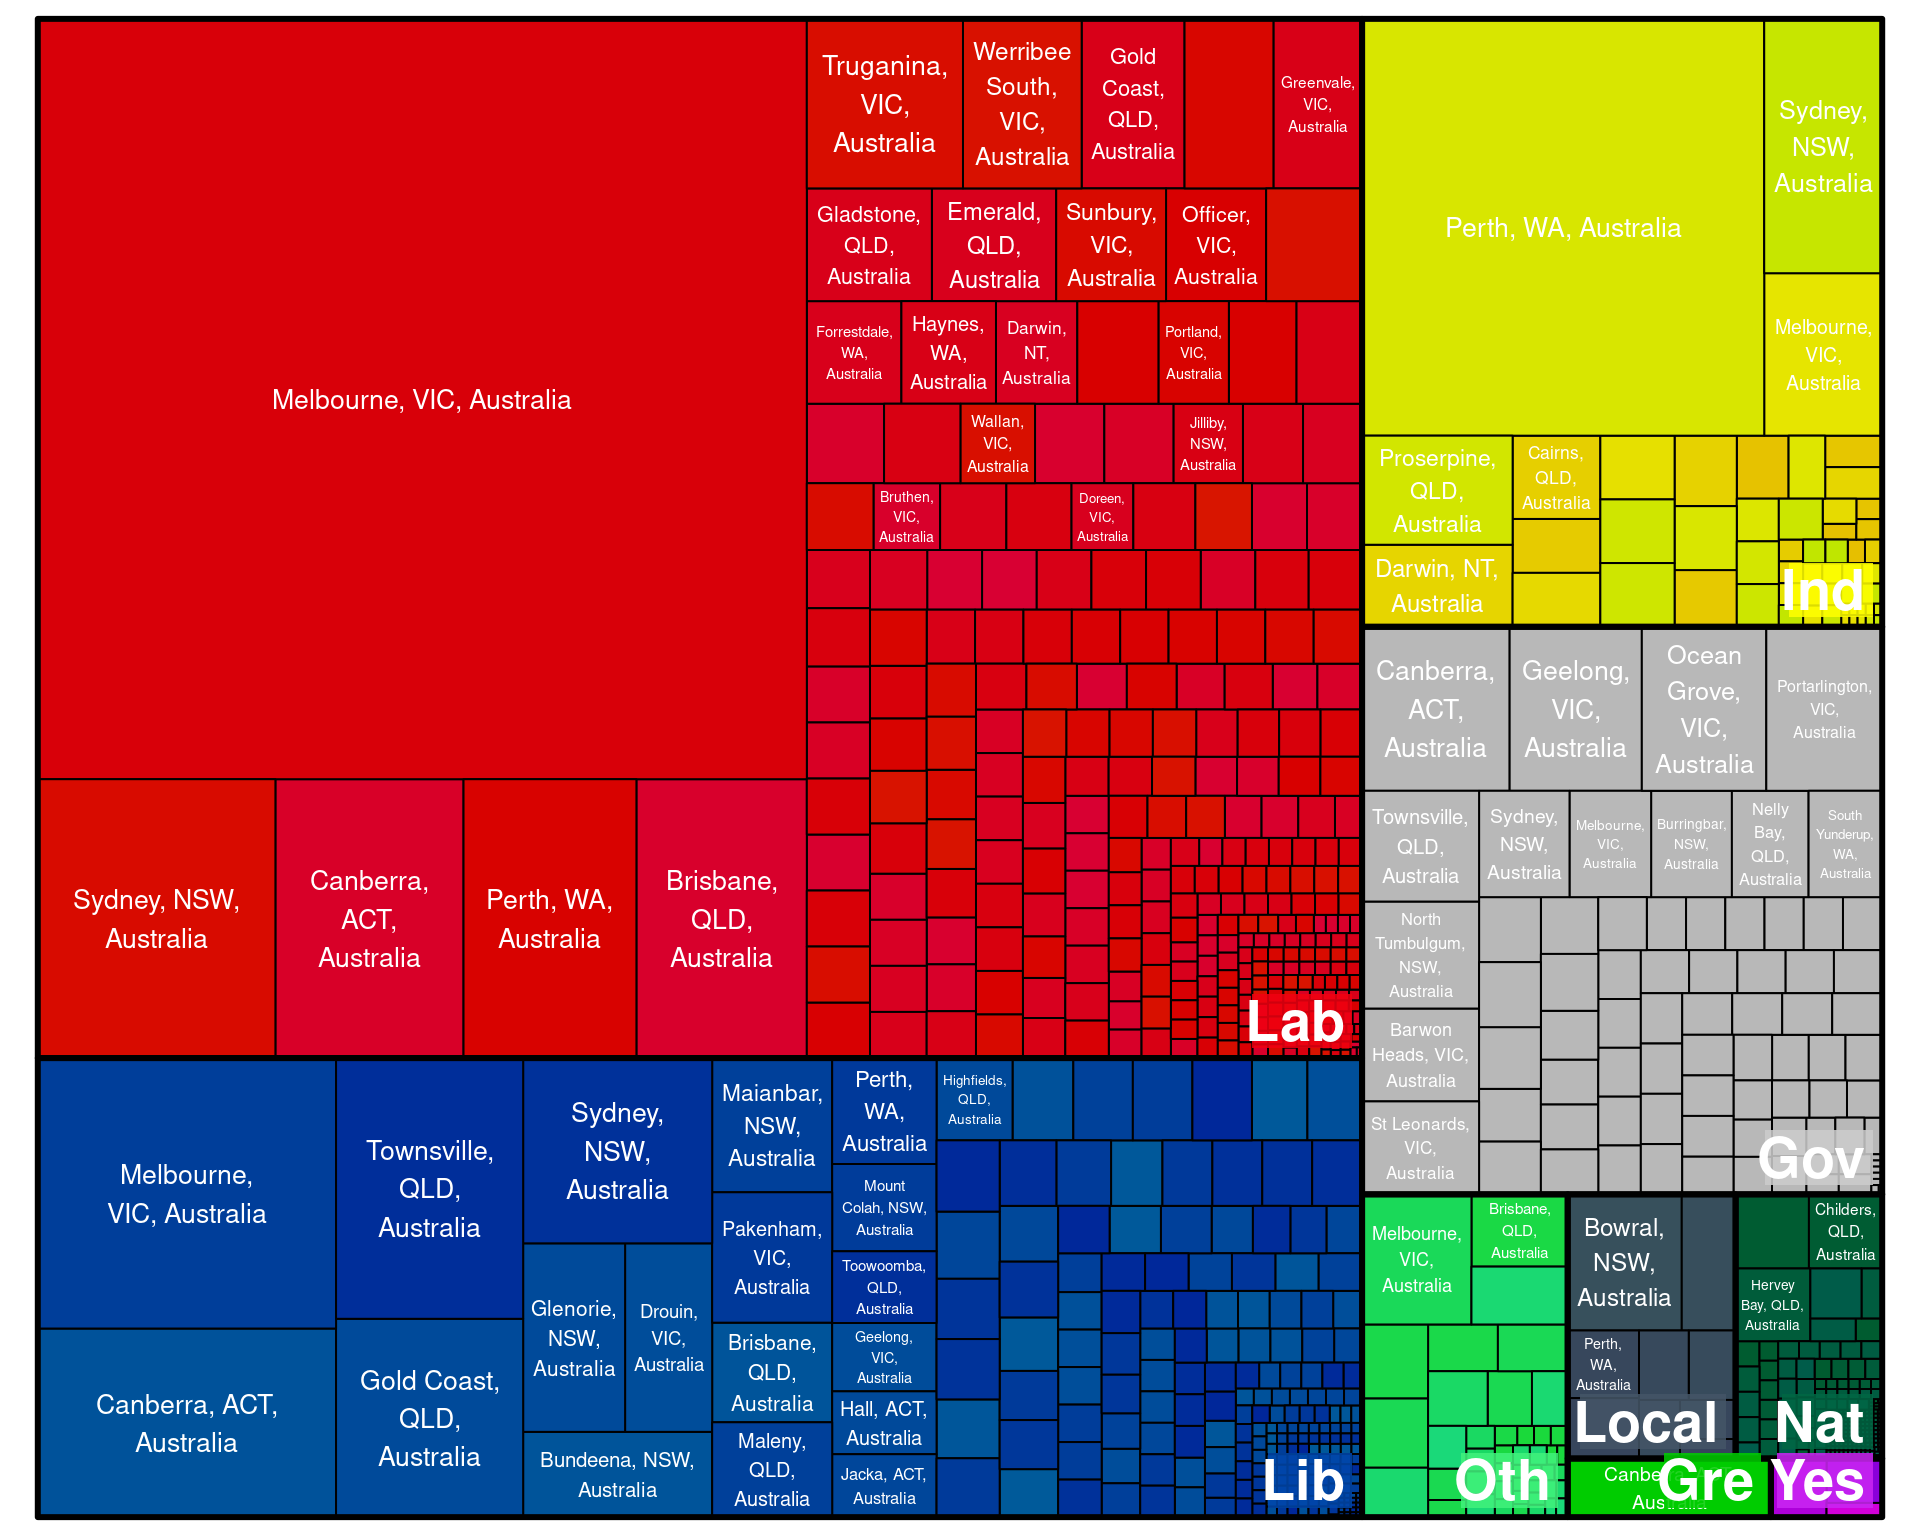 Melbourne, VIC, Australia
Sydney, NSW,
Australia
Canberra,
ACT,
Australia
Perth, WA,
Australia
Brisbane,
QLD,
Australia
Truganina,
VIC,
Australia
Werribee
South,
VIC,
Australia
Gold
Coast,
QLD,
Australia
Greenvale,
VIC,
Australia
Gladstone,
QLD,
Australia
Emerald,
QLD,
Australia
Sunbury,
VIC,
Australia
Officer,
VIC,
Australia
Forrestdale,
WA,
Australia
Haynes,
WA,
Australia
Darwin,
NT,
Australia
Portland,
VIC,
Australia
Wallan,
VIC,
Australia
Jilliby,
NSW,
Australia
Bruthen,
VIC,
Australia
Doreen,
VIC,
Australia
Lab
Melbourne,
VIC, Australia
Canberra, ACT,
Australia
Townsville,
QLD,
Australia
Gold Coast,
QLD,
Australia
Sydney,
NSW,
Australia
Glenorie,
NSW,
Australia
Drouin,
VIC,
Australia
Bundeena, NSW,
Australia
Maianbar,
NSW,
Australia
Pakenham,
VIC,
Australia
Brisbane,
QLD,
Australia
Maleny,
QLD,
Australia
Perth,
WA,
Australia
Mount
Colah, NSW,
Australia
Toowoomba,
QLD,
Australia
Geelong,
VIC,
Australia
Hall, ACT,
Australia
Jacka, ACT,
Australia
Highfields,
QLD,
Australia
Lib
Perth, WA, Australia
Sydney,
NSW,
Australia
Melbourne,
VIC,
Australia
Proserpine,
QLD,
Australia
Darwin, NT,
Australia
Cairns,
QLD,
Australia
Ind
Canberra,
ACT,
Australia
Geelong,
VIC,
Australia
Ocean
Grove,
VIC,
Australia
Portarlington,
VIC,
Australia
Townsville,
QLD,
Australia
Sydney,
NSW,
Australia
Melbourne,
VIC,
Australia
Burringbar,
NSW,
Australia
Nelly
Bay,
QLD,
Australia
South
Yunderup,
WA,
Australia
North
Tumbulgum,
NSW,
Australia
Barwon
Heads, VIC,
Australia
St Leonards,
VIC,
Australia
Gov
Melbourne,
VIC,
Australia
Brisbane,
QLD,
Australia
Oth
Bowral,
NSW,
Australia
Perth,
WA,
Australia
Local
Childers,
QLD,
Australia
Hervey
Bay, QLD,
Australia
Nat
Australia
Gre
Yes